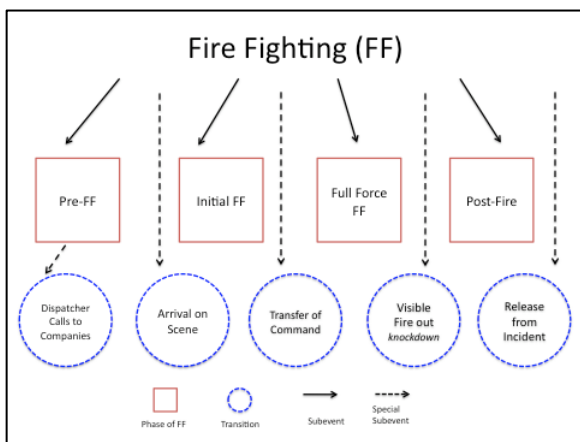 Fire Fighting (FF)
Pre-FF
Initial FF
Full Force
FF
Post-Fire
Dispatcher
Calls to
Companies
Arrival on
Scene
Transfer of
Command
Visible
Fire out
knockdown
Release
from
Incident
Phase of FF
Transition
Subevent
Special
Subevent